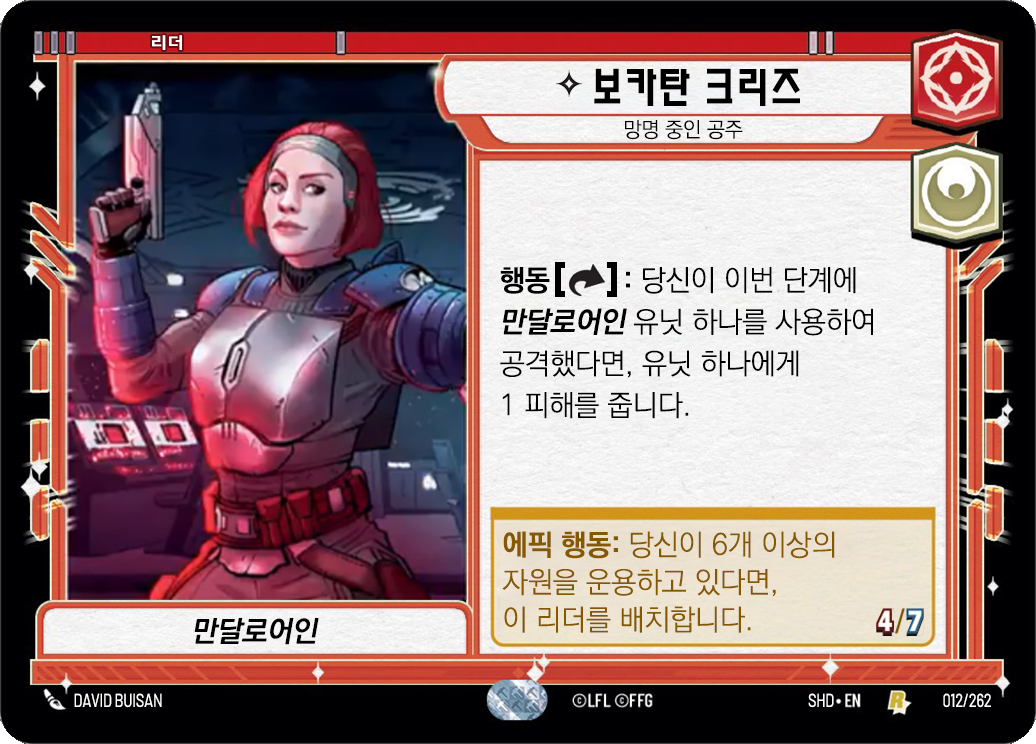 리더
보카탄 크리즈
망명 중인 공주
행동[]: 당신이 이번 단계에
만달로어인 유닛 하나를 사용하여
공격했다면, 유닛 하나에게
1 피해를 줍니다.
에픽 행동: 당신이 6개 이상의
자원을 운용하고 있다면,
이 리더를 배치합니다.
4/7
만달로어인
DAVID BUISAN
©LFL ©FFG
SHD•EN
R
012/262